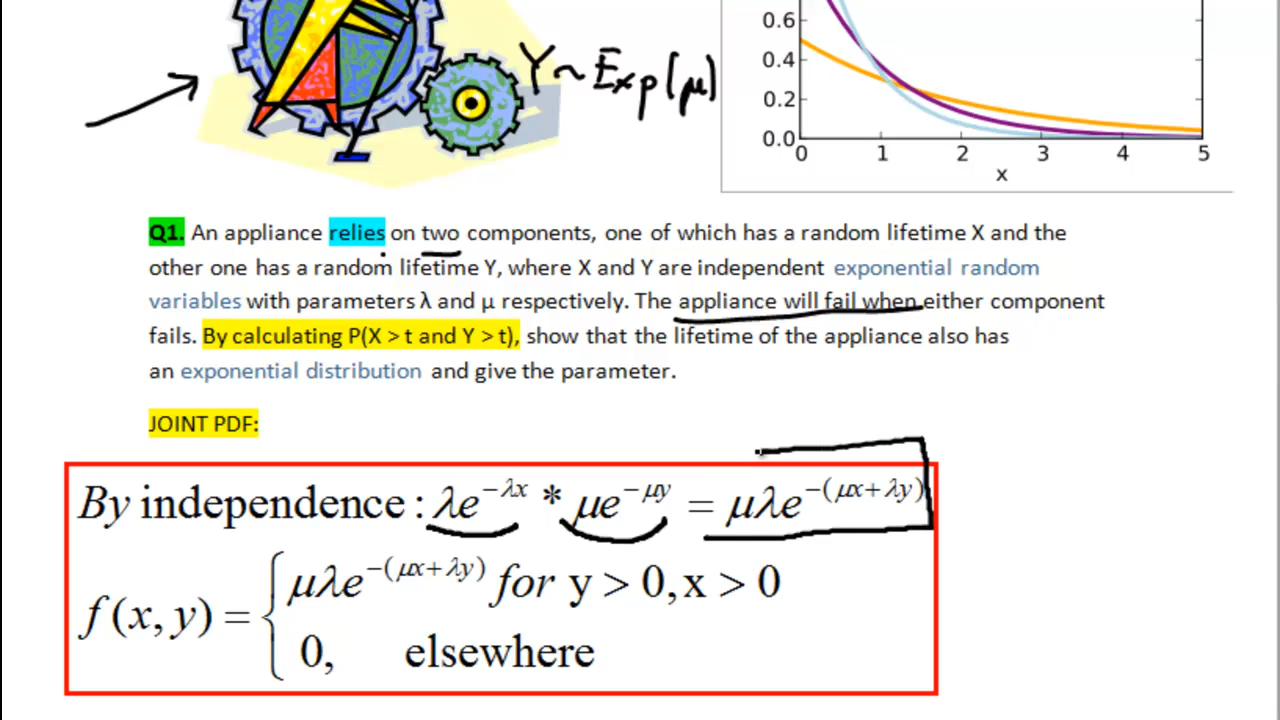 Y ~ Exp(μ)
0.6
0.4
0.2
0.0
0 1 2 3 4 5
x
Q1. An appliance relies on two components, one of which has a random lifetime X and the
other one has a random lifetime Y, where X and Y are independent exponential random
variables with parameters λ and μ respectively. The appliance will fail when either component
fails. By calculating P(X > t and Y > t), show that the lifetime of the appliance also has
an exponential distribution and give the parameter.
JOINT PDF:
By independence : λe^{-λx} * μe^{-μy} = μλe^{-(μx+λy)}
f(x, y) = { μλe^{-(μx+λy)} for y > 0, x > 0
0, elsewhere